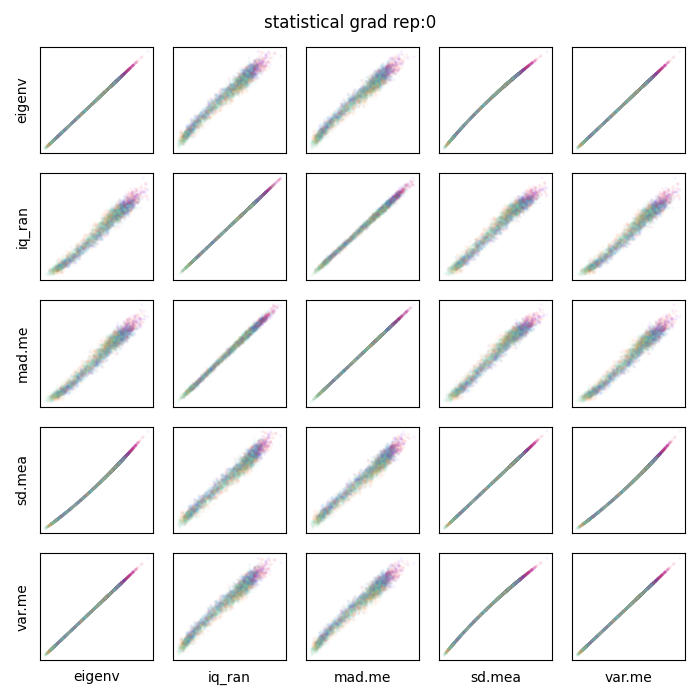 statistical grad rep:0
eigenv
iq_ran
mad.me
sd.mea
var.me
eigenv iq_ran mad.me sd.mea var.me